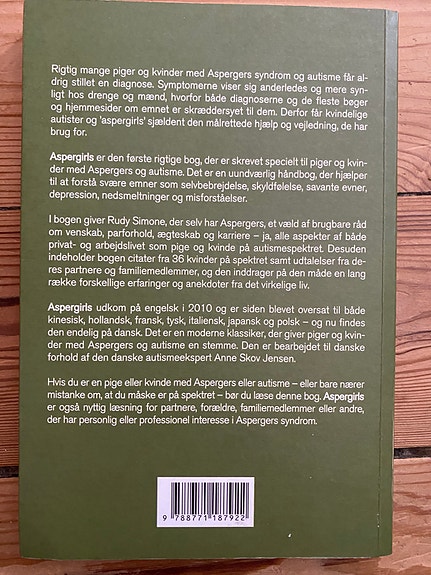 Rigtig mange piger og kvinder med Aspergers syndrom og autisme får al-
drig stillet en diagnose. Symptomerne viser sig anderledes og mere syn-
ligt hos drenge og mænd, hvorfor både diagnoserne og de fleste bøger
og hjemmesider om emnet er skræddersyet til dem. Derfor får kvindelige
autister og 'aspergirls' sjældent den målrettede hjælp og vejledning, de har
brug for.
Aspergirls er den første rigtige bog, der er skrevet specielt til piger og kvin-
der med Aspergers og autisme. Det er en uundværlig håndbog, der hjælper
til at forstå svære emner som selvbebrejdelse, skyldfølelse, savante evner,
depression, nedsmeltninger og misforståelser.
I bogen giver Rudy Simone, der selv har Aspergers, et væld af brugbare råd
om venskab, parforhold, ægteskab og karriere – ja, alle aspekter af både
privat- og arbejdslivet som pige og kvinde på autismespektret. Desuden
indeholder bogen citater fra 36 kvinder på spektret samt udtalelser fra de-
res partnere og familiemedlemmer, og den inddrager på den måde en lang
række forskellige erfaringer og anekdoter fra det virkelige liv.
Aspergirls udkom på engelsk i 2010 og er siden blevet oversat til både
kinesisk, hollandsk, fransk, tysk, italiensk, japansk og polsk – og nu findes
den endelig på dansk. Det er en moderne klassiker, der giver piger og kvin-
der med Aspergers og autisme en stemme. Den er bearbejdet til danske
forhold af den danske autismeekspert Anne Skov Jensen.
Hvis du er en pige eller kvinde med Aspergers eller autisme – eller bare nærer
mistanke om, at du måske er på spektret – bør du læse denne bog. Aspergirls
er også nyttig læsning for partnere, forældre, familiemedlemmer eller andre,
der har personlig eller professionel interesse i Aspergers syndrom.
9 788771 187922